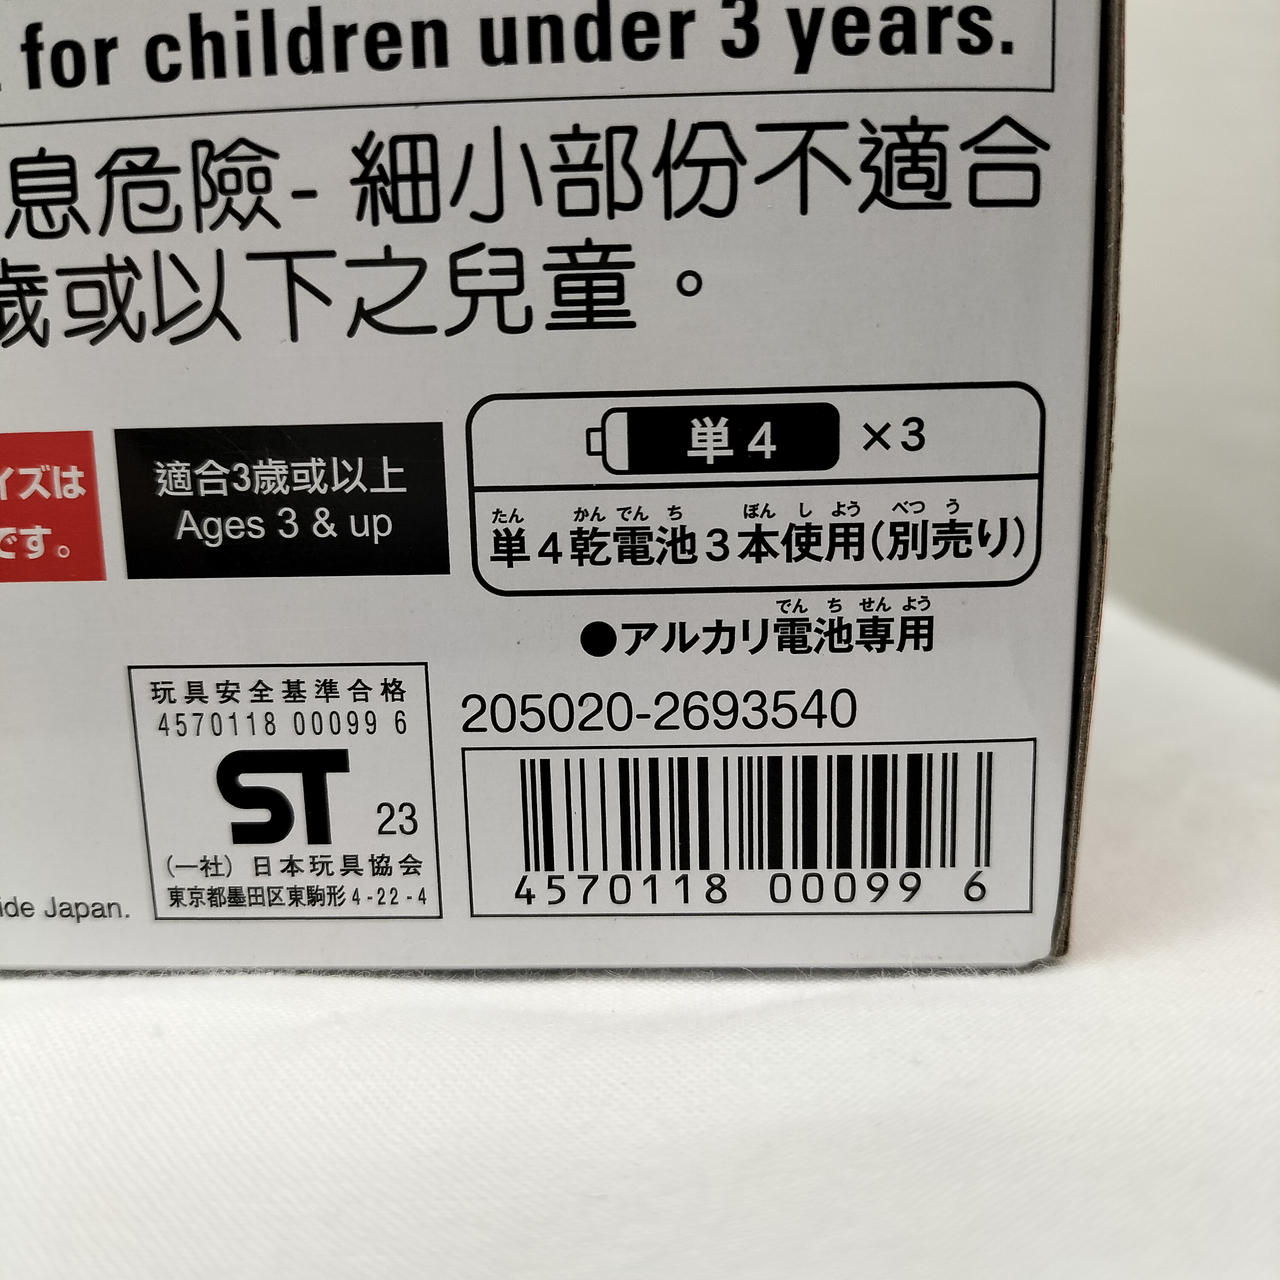 for children under 3 years.
息危險-細小部份不適合
歲或以下之兒童。
イズは
です。
適合3歲或以上
Ages 3 & up
単4 ×3
たん かん でん ち ぼん し よう べつ う
単4乾電池3本使用(別売り)
でん ち せん よう
●アルカリ電池専用
玩具安全基準合格
4570118 00099 6
ST 23
(一社) 日本玩具協会
東京都墨田区東駒形4-22-4
205020-2693540
4570118 00099 6
ide Japan.